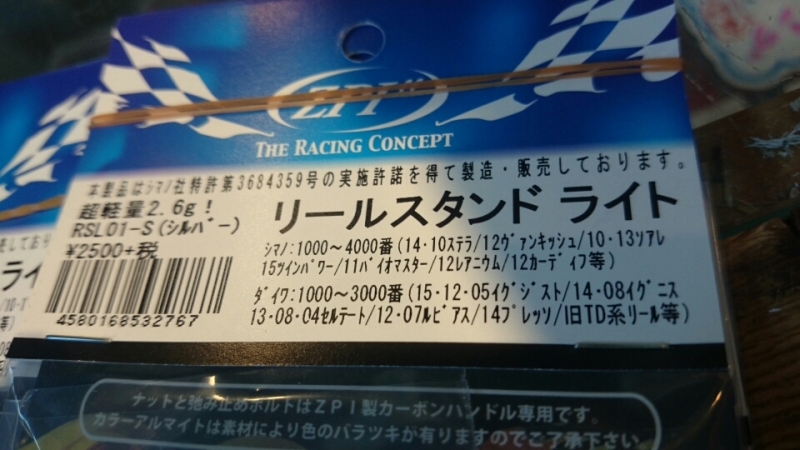 ZPI
THE RACING CONCEPT
本製品はｼﾏﾉ社特許第3684359号の実施許諾を得て製造・販売しております。
超軽量2.6g！
RSL01-S(ｼﾙﾊﾞｰ)
¥2500+税
4580168532767
リールスタンド ライト
ｼﾏﾉ:1000～4000番(14･10ｽﾃﾗ/12ｳﾞｧﾝｷｯｼｭ/10･13ｿｱﾚ
15ﾂｲﾝﾊﾟﾜｰ/11ﾊﾞｲｵﾏｽﾀｰ/12ﾚｱﾆｳﾑ/12ｶｰﾃﾞｨﾌ等)
ﾀﾞｲﾜ:1000～3000番(15･12･05ｲｸﾞｼﾞｽﾄ/14･08ｲｸﾞﾆｽ
13･08･04ｾﾙﾃｰﾄ/12･07ﾙﾋﾞｱｽ/14ﾌﾟﾚｯｿ/旧TD系ﾘｰﾙ等)
ナットと弛み止めボルトはＺＰＩ製カーボンハンドル専用です。
カラーアルマイトは素材により色のバラツキが有りますのでご了承下さい。